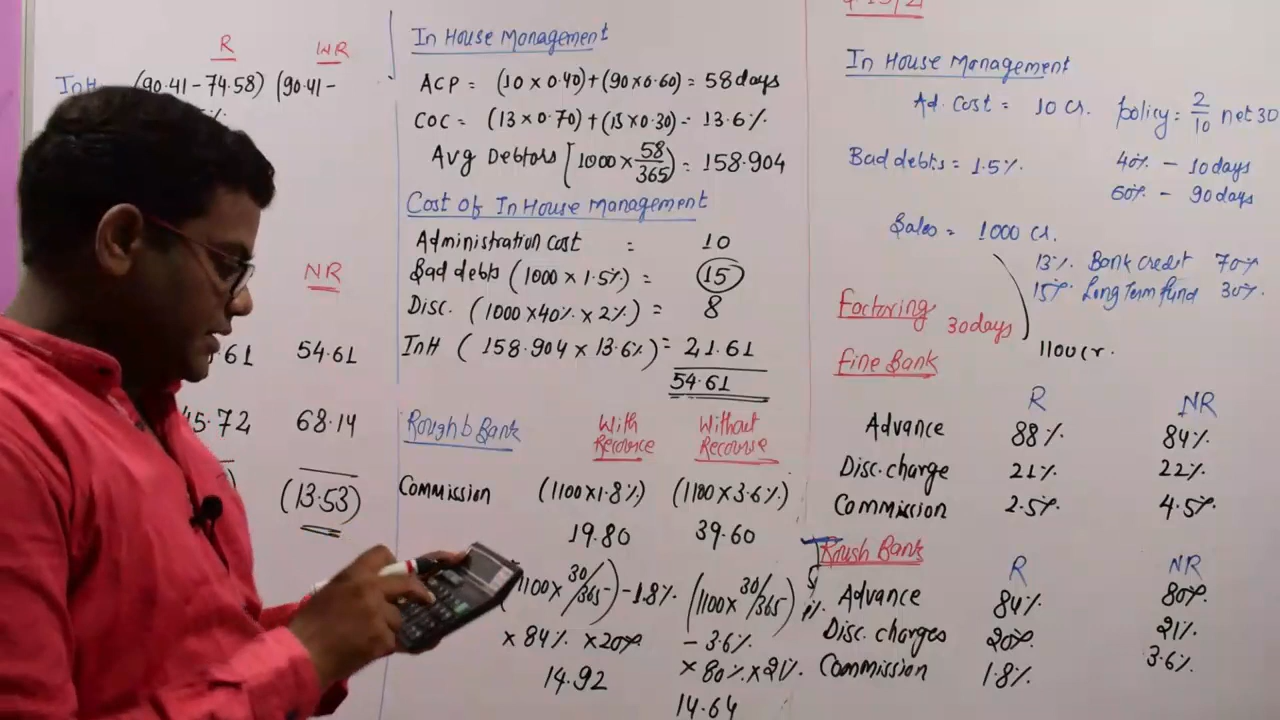 R WR
InH (90.41-74.58) (90.41-
NR
.61 54.61
45.72 68.14
(13.53)
In House Management
ACP = (10 x 0.40)+(90 x 0.60) = 58 days
COC = (13 x 0.70)+(15 x 0.30) - 13.6%
Avg Debtors [1000 x 58/365] = 158.904
Cost of In House Management
Administration cost = 10
Bad debts (1000 x 1.5%) = 15
Disc. (1000 x 40% x 2%) = 8
InH (158.904 x 13.6%) = 21.61
54.61
Roughb Bank With Recource Without Recourse
Commission (1100 x 1.8%) (1100 x 3.6%)
19.80 39.60
(1100 x 30/365) - 1.8% (1100 x 30/365)
x 84% x 20% - 3.6%
14.92 x 80% x 21%
14.64
In House Management
Ad. Cost = 10 cr. policy: 2/10 net 30
Bad debts = 1.5% 40% - 10 days
60% - 90 days
Sales = 1000 cr.
13% Bank credit 70%
15% Long Term fund 30%.
Factoring 30 days
1100 cr.
Fine Bank
R NR
Advance 88% 84%
Disc. charge 21% 22%
Commission 2.5% 4.5%
Roush Bank
R NR
Advance 84% 80%
Disc. charges 20% 21%
Commission 1.8% 3.6%